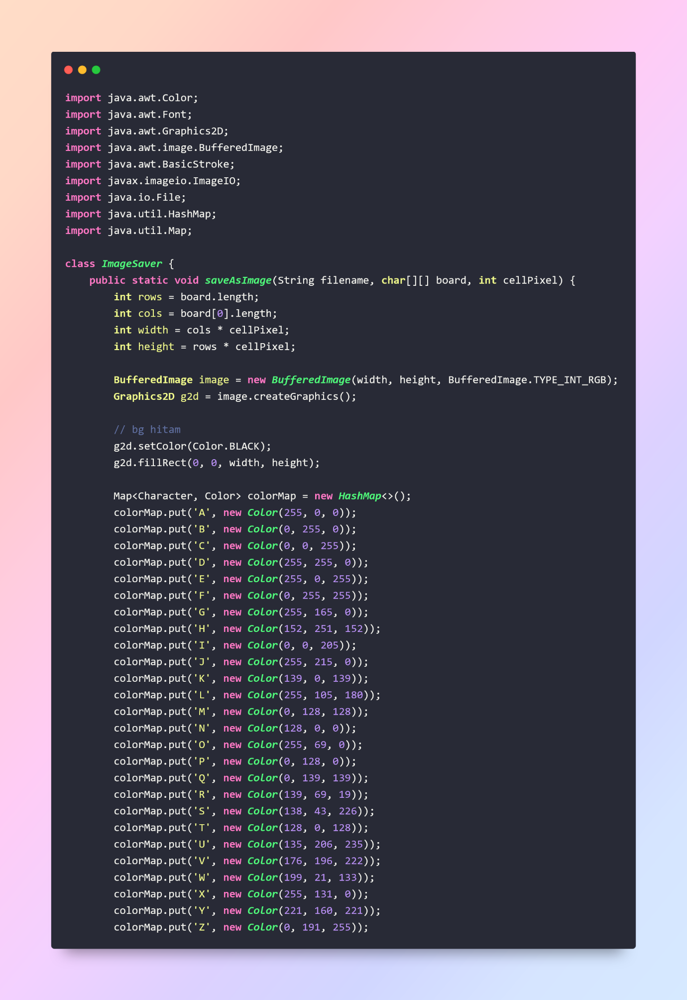 import java.awt.Color;
import java.awt.Font;
import java.awt.Graphics2D;
import java.awt.image.BufferedImage;
import java.awt.BasicStroke;
import javax.imageio.ImageIO;
import java.io.File;
import java.util.HashMap;
import java.util.Map;

class ImageSaver {
    public static void saveAsImage(String filename, char[][] board, int cellPixel) {
        int rows = board.length;
        int cols = board[0].length;
        int width = cols * cellPixel;
        int height = rows * cellPixel;

        BufferedImage image = new BufferedImage(width, height, BufferedImage.TYPE_INT_RGB);
        Graphics2D g2d = image.createGraphics();

        // bg hitam
        g2d.setColor(Color.BLACK);
        g2d.fillRect(0, 0, width, height);

        Map<Character, Color> colorMap = new HashMap<>();
        colorMap.put('A', new Color(255, 0, 0));
        colorMap.put('B', new Color(0, 255, 0));
        colorMap.put('C', new Color(0, 0, 255));
        colorMap.put('D', new Color(255, 255, 0));
        colorMap.put('E', new Color(255, 0, 255));
        colorMap.put('F', new Color(0, 255, 255));
        colorMap.put('G', new Color(255, 165, 0));
        colorMap.put('H', new Color(152, 251, 152));
        colorMap.put('I', new Color(0, 0, 205));
        colorMap.put('J', new Color(255, 215, 0));
        colorMap.put('K', new Color(139, 0, 139));
        colorMap.put('L', new Color(255, 105, 180));
        colorMap.put('M', new Color(0, 128, 128));
        colorMap.put('N', new Color(128, 0, 0));
        colorMap.put('O', new Color(255, 69, 0));
        colorMap.put('P', new Color(0, 128, 0));
        colorMap.put('Q', new Color(0, 139, 139));
        colorMap.put('R', new Color(139, 69, 19));
        colorMap.put('S', new Color(138, 43, 226));
        colorMap.put('T', new Color(128, 0, 128));
        colorMap.put('U', new Color(135, 206, 235));
        colorMap.put('V', new Color(176, 196, 222));
        colorMap.put('W', new Color(199, 21, 133));
        colorMap.put('X', new Color(255, 131, 0));
        colorMap.put('Y', new Color(221, 160, 221));
        colorMap.put('Z', new Color(0, 191, 255));